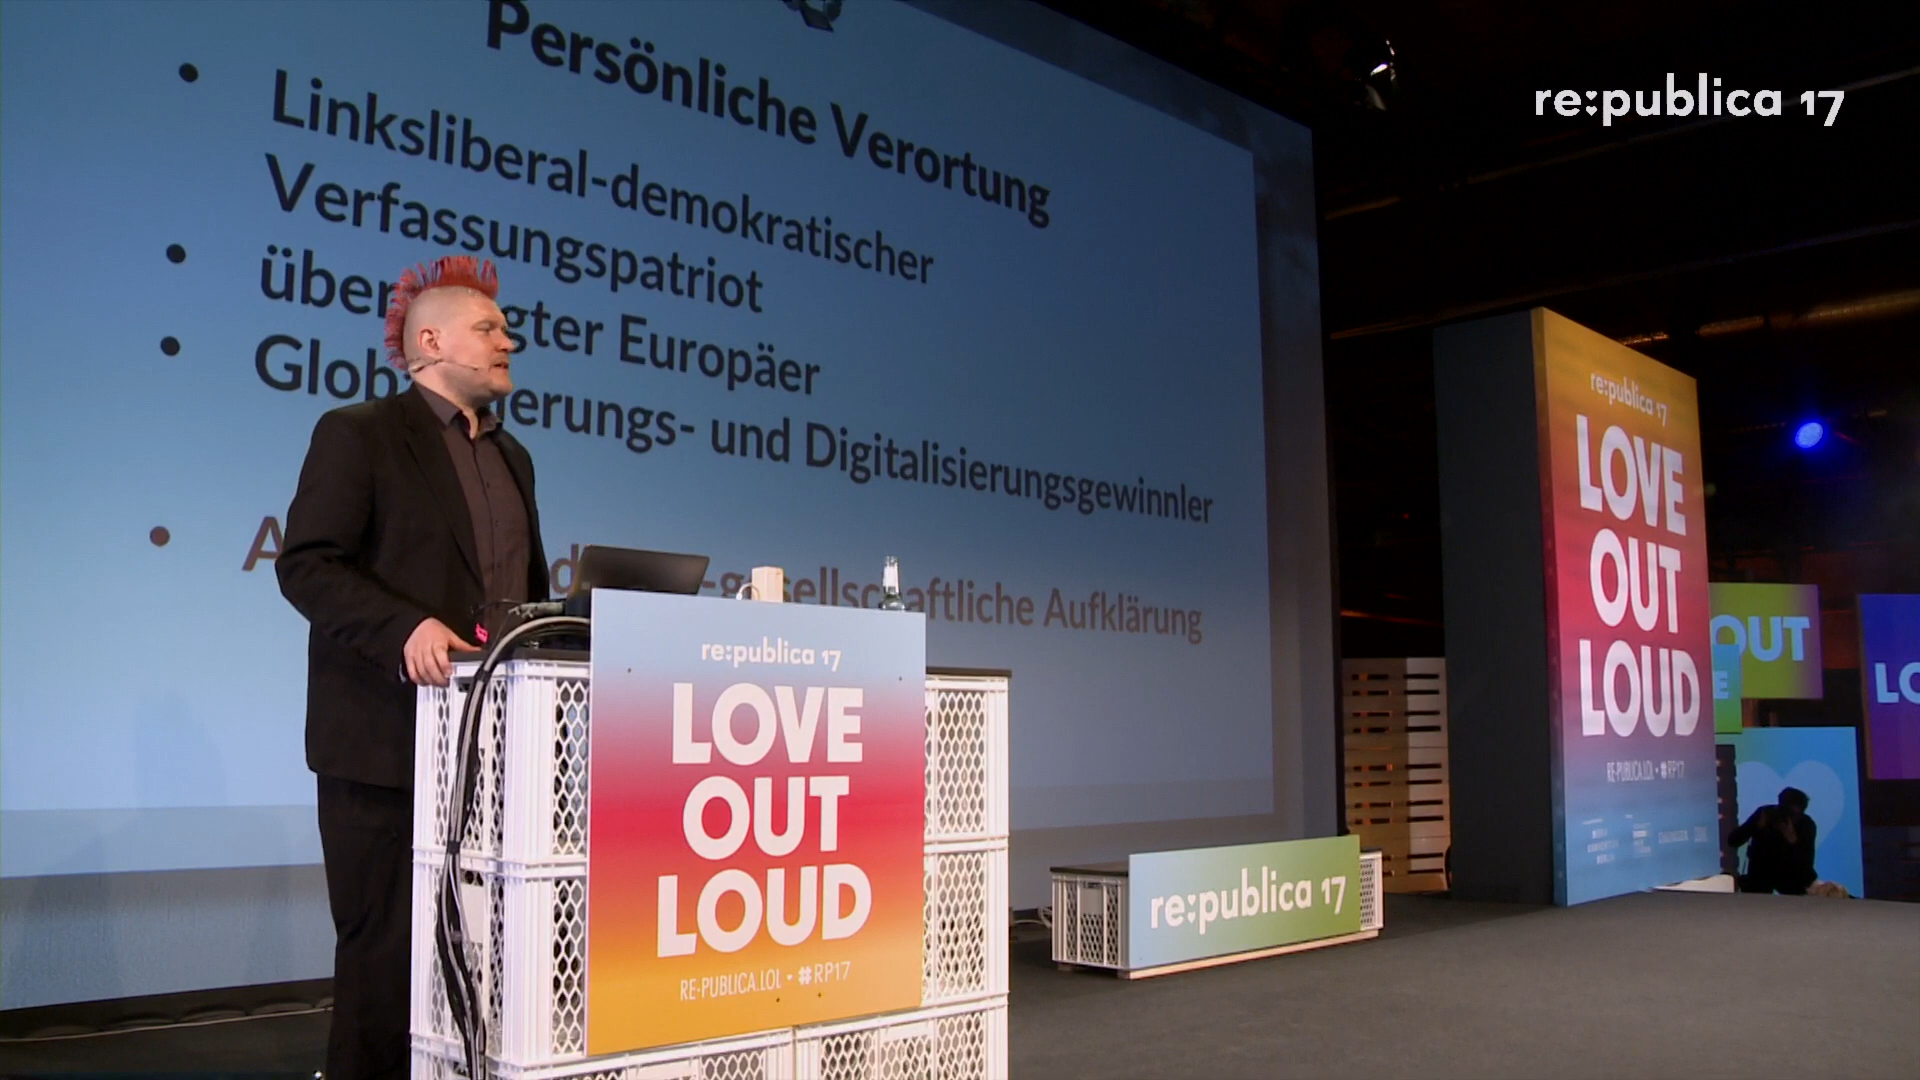 re:publica 17
Persönliche Verortung
Linksliberal-demokratischer
Verfassungspatriot
Europäer
und Digitalisierungsgewinnler
Aufklärung
re:publica 17
LOVE
OUT
LOUD
RE-PUBLICA.LOL • #RP17
re:publica 17
re:publica 17
LOVE
OUT
LOUD
RE-PUBLICA.LOL • #RP17
OUT